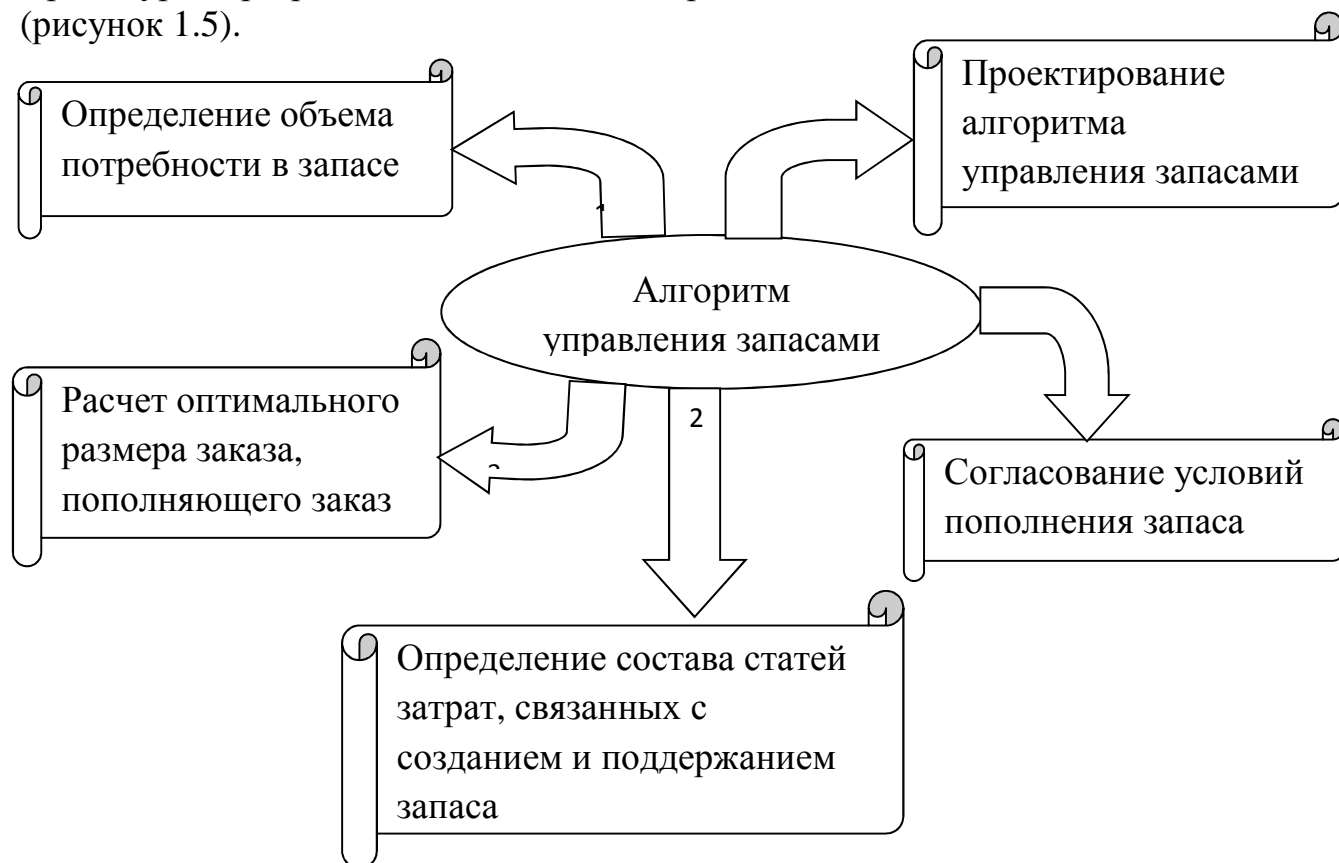 (рисунок 1.5).
Определение объема
потребности в запасе
Проектирование
алгоритма
управления запасами
Алгоритм
управления запасами
Расчет оптимального
размера заказа,
пополняющего заказ
2
Согласование условий
пополнения запаса
Определение состава статей
затрат, связанных с
созданием и поддержанием
запаса